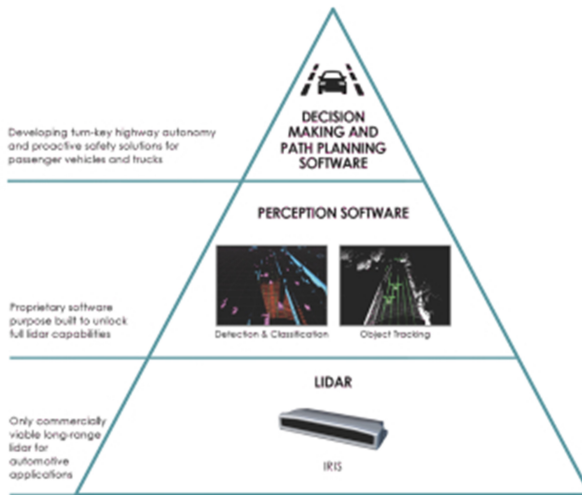 DECISION
MAKING AND
PATH PLANNING
SOFTWARE
Developing turn-key highway autonomy
and proactive safety solutions for
passenger vehicles and trucks
PERCEPTION SOFTWARE
Proprietary software
purpose built to unlock
full lidar capabilities
Detection & Classification
Object Tracking
LIDAR
Only commercially
viable long-range
lidar for
automotive
applications
IRIS